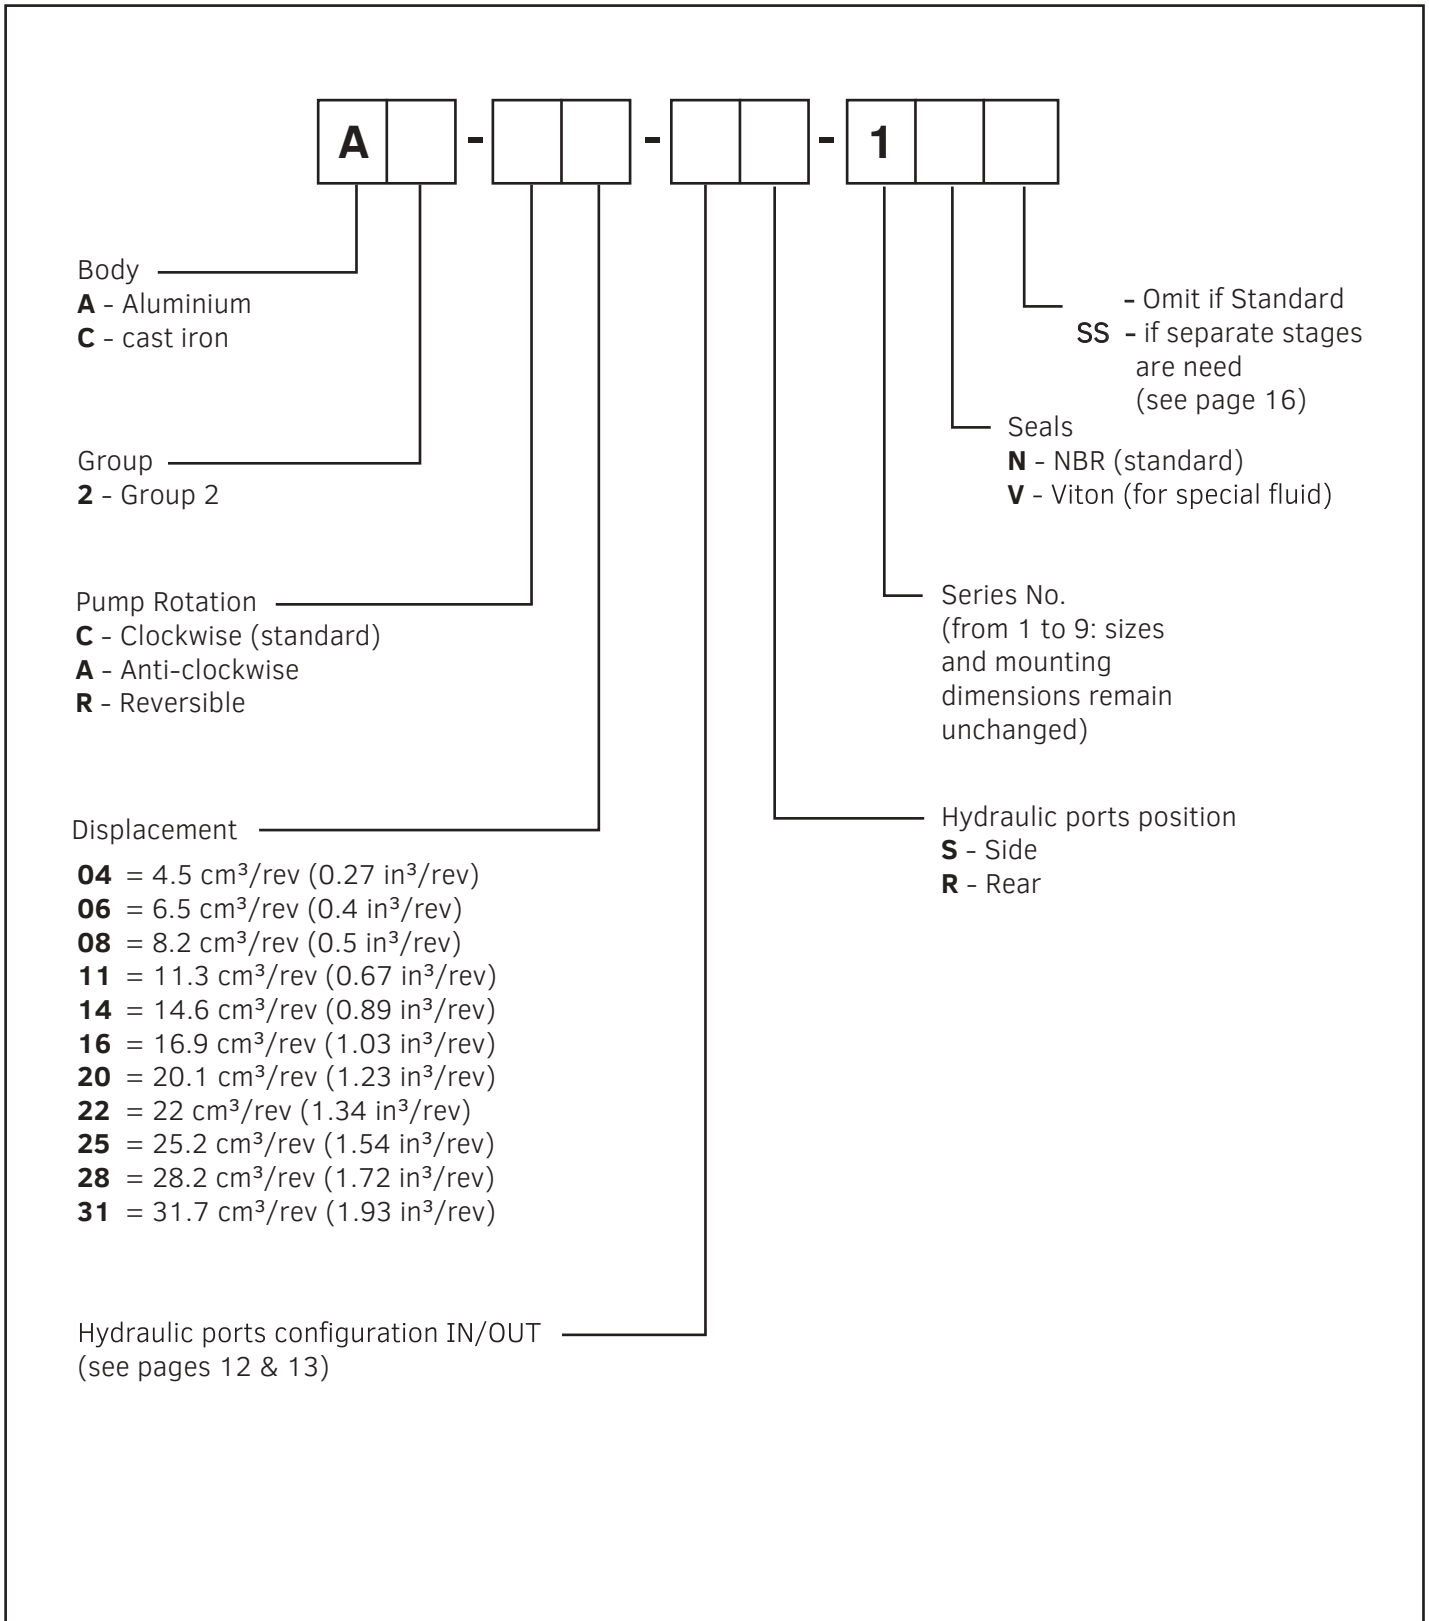 A - - - 1
Body
A - Aluminium
C - cast iron
Group
2 - Group 2
Pump Rotation
C - Clockwise (standard)
A - Anti-clockwise
R - Reversible
Displacement
04 = 4.5 cm³/rev (0.27 in³/rev)
06 = 6.5 cm³/rev (0.4 in³/rev)
08 = 8.2 cm³/rev (0.5 in³/rev)
11 = 11.3 cm³/rev (0.67 in³/rev)
14 = 14.6 cm³/rev (0.89 in³/rev)
16 = 16.9 cm³/rev (1.03 in³/rev)
20 = 20.1 cm³/rev (1.23 in³/rev)
22 = 22 cm³/rev (1.34 in³/rev)
25 = 25.2 cm³/rev (1.54 in³/rev)
28 = 28.2 cm³/rev (1.72 in³/rev)
31 = 31.7 cm³/rev (1.93 in³/rev)
Hydraulic ports configuration IN/OUT
(see pages 12 & 13)
- Omit if Standard
SS - if separate stages
are need
(see page 16)
Seals
N - NBR (standard)
V - Viton (for special fluid)
Series No.
(from 1 to 9: sizes
and mounting
dimensions remain
unchanged)
Hydraulic ports position
S - Side
R - Rear